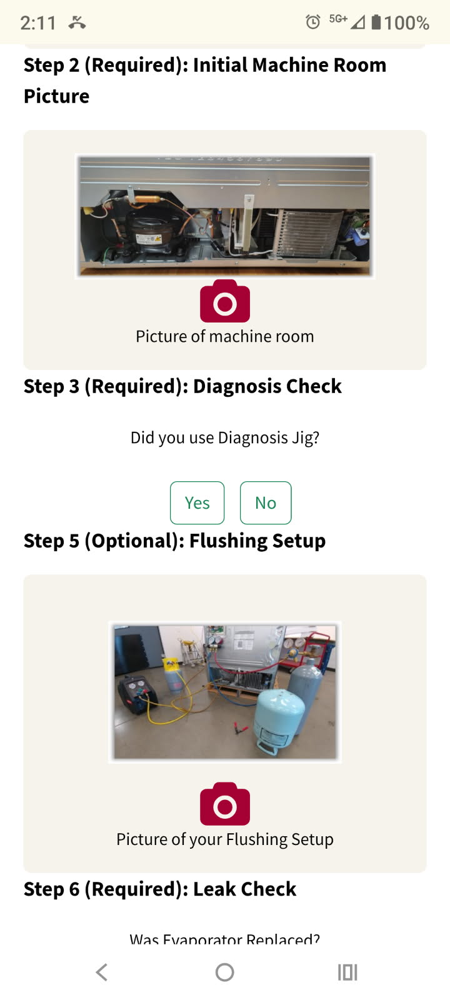 2:11
5G+
100%
Step 2 (Required): Initial Machine Room
Picture
Picture of machine room
Step 3 (Required): Diagnosis Check
Did you use Diagnosis Jig?
Yes
No
Step 5 (Optional): Flushing Setup
Picture of your Flushing Setup
Step 6 (Required): Leak Check
Was Evaporator Replaced?